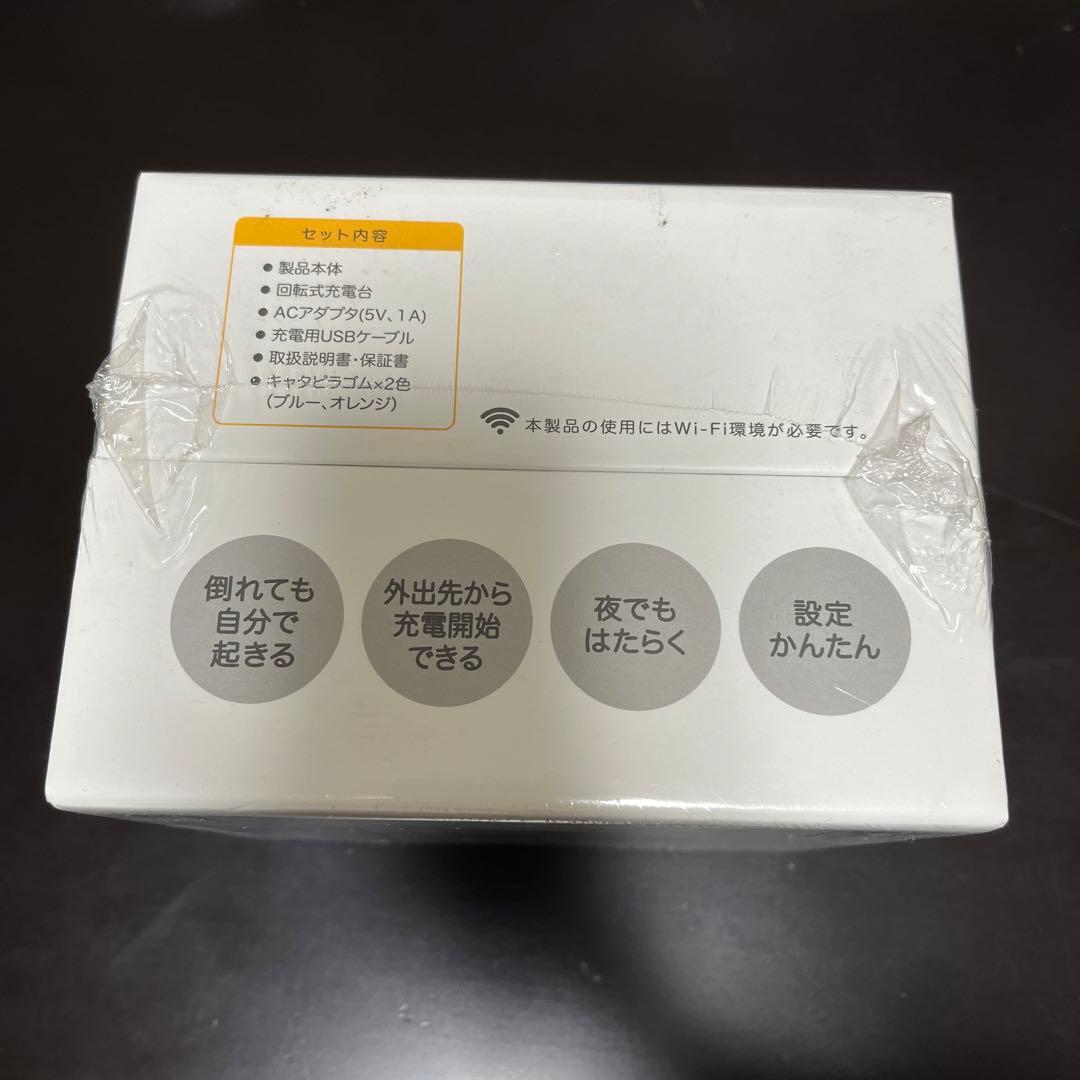 セット内容
● 製品本体
● 回転式充電台
● ACアダプタ(5V、1A)
● 充電用USBケーブル
● 取扱説明書・保証書
● キャタピラゴム×2色
(ブルー、オレンジ)
本製品の使用にはWi-Fi環境が必要です。
倒れても
自分で
起きる
外出先から
充電開始
できる
夜でも
はたらく
設定
かんたん